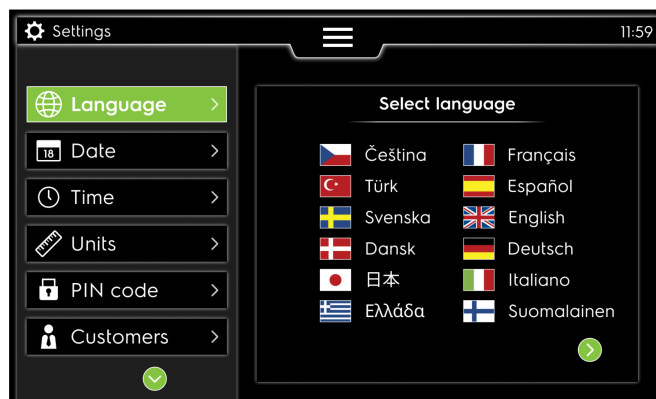 Settings
11:59
Language
18 Date
Time
Units
PIN code
Customers
Select language
Čeština
Français
Türk
Español
Svenska
English
Dansk
Deutsch
日本
Italiano
Ελλάδα
Suomalainen